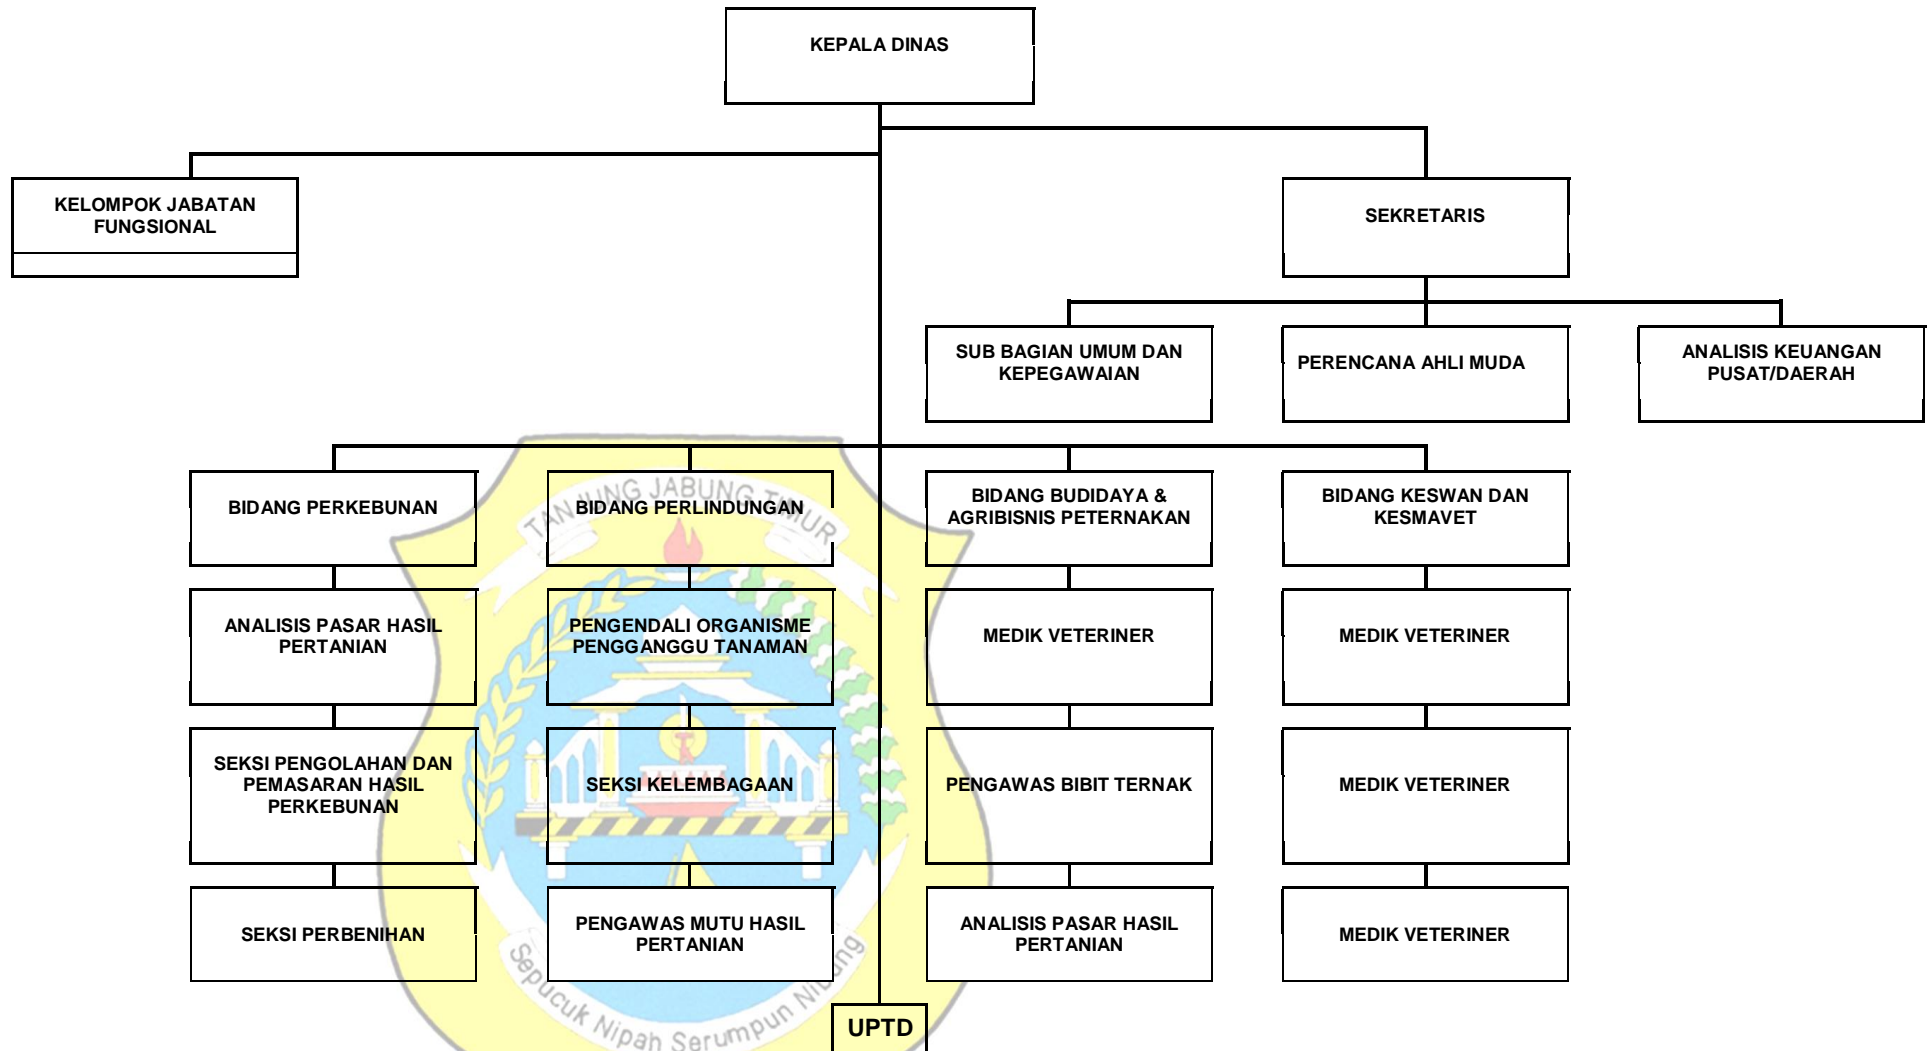 KEPALA DINAS
KELOMPOK JABATAN
FUNGSIONAL
SEKRETARIS
SUB BAGIAN UMUM DAN
KEPEGAWAIAN
PERENCANA AHLI MUDA
ANALISIS KEUANGAN
PUSAT/DAERAH
TANJUNG JABUNG TIMUR
BIDANG PERKEBUNAN
BIDANG PERLINDUNGAN
BIDANG BUDIDAYA &
AGRIBISNIS PETERNAKAN
BIDANG KESWAN DAN
KESMAVET
ANALISIS PASAR HASIL
PERTANIAN
PENGENDALI ORGANISME
PENGGANGGU TANAMAN
MEDIK VETERINER
MEDIK VETERINER
SEKSI PENGOLAHAN DAN
PEMASARAN HASIL
PERKEBUNAN
SEKSI KELEMBAGAAN
PENGAWAS BIBIT TERNAK
MEDIK VETERINER
SEKSI PERBENIHAN
PENGAWAS MUTU HASIL
PERTANIAN
ANALISIS PASAR HASIL
PERTANIAN
MEDIK VETERINER
Sepucuk Nipah Serumpun Nibung
UPTD